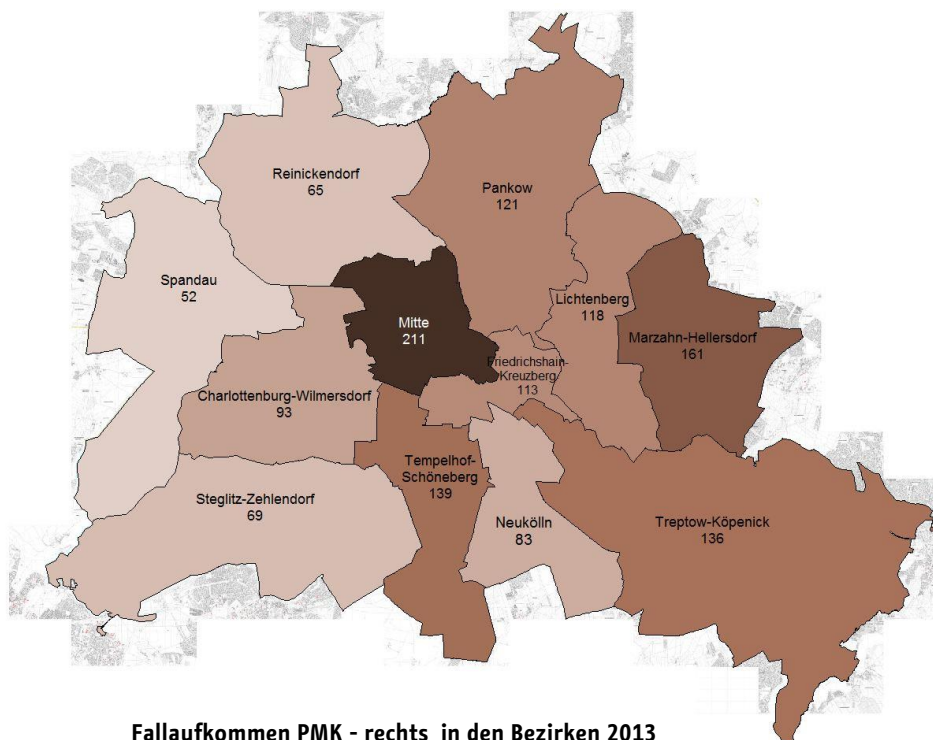 Reinickendorf
65
Pankow
121
Spandau
52
Lichtenberg
118
Mitte
211
Marzahn-Hellersdorf
161
Friedrichshain-
Kreuzberg
113
Charlottenburg-Wilmersdorf
93
Tempelhof-
Schöneberg
139
Steglitz-Zehlendorf
69
Neukölln
83
Treptow-Köpenick
136
Fallaufkommen PMK - rechts in den Bezirken 2013